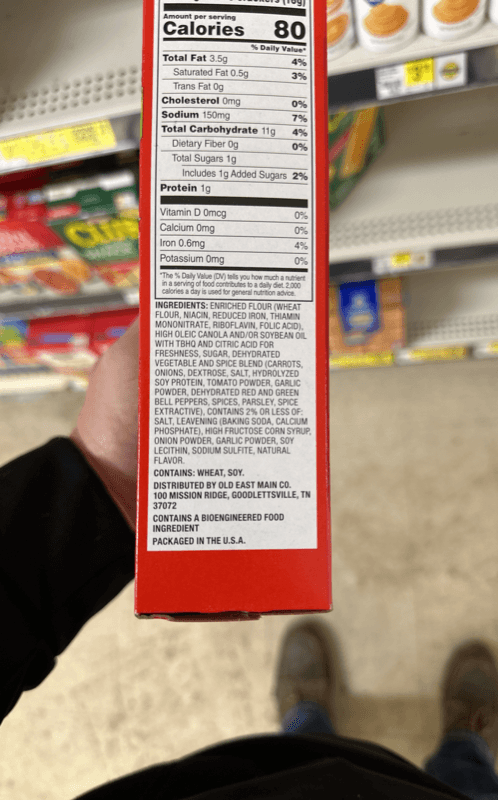 (16g)
Amount per serving
Calories 80
% Daily Value*
Total Fat 3.5g 4%
Saturated Fat 0.5g 3%
Trans Fat 0g
Cholesterol 0mg 0%
Sodium 150mg 7%
Total Carbohydrate 11g 4%
Dietary Fiber 0g 0%
Total Sugars 1g
Includes 1g Added Sugars 2%
Protein 1g
Vitamin D 0mcg 0%
Calcium 0mg 0%
Iron 0.6mg 4%
Potassium 0mg 0%
*The % Daily Value (DV) tells you how much a nutrient
in a serving of food contributes to a daily diet. 2,000
calories a day is used for general nutrition advice.
INGREDIENTS: ENRICHED FLOUR (WHEAT
FLOUR, NIACIN, REDUCED IRON, THIAMIN
MONONITRATE, RIBOFLAVIN, FOLIC ACID),
HIGH OLEIC CANOLA AND/OR SOYBEAN OIL
WITH TBHQ AND CITRIC ACID FOR
FRESHNESS, SUGAR, DEHYDRATED
VEGETABLE AND SPICE BLEND (CARROTS,
ONIONS, DEXTROSE, SALT, HYDROLYZED
SOY PROTEIN, TOMATO POWDER, GARLIC
POWDER, DEHYDRATED RED AND GREEN
BELL PEPPERS, SPICES, PARSLEY, SPICE
EXTRACTIVE), CONTAINS 2% OR LESS OF:
SALT, LEAVENING (BAKING SODA, CALCIUM
PHOSPHATE), HIGH FRUCTOSE CORN SYRUP,
ONION POWDER, GARLIC POWDER, SOY
LECITHIN, SODIUM SULFITE, NATURAL
FLAVOR.
CONTAINS: WHEAT, SOY.
DISTRIBUTED BY OLD EAST MAIN CO.
100 MISSION RIDGE, GOODLETTSVILLE, TN
37072
CONTAINS A BIOENGINEERED FOOD
INGREDIENT
PACKAGED IN THE U.S.A.